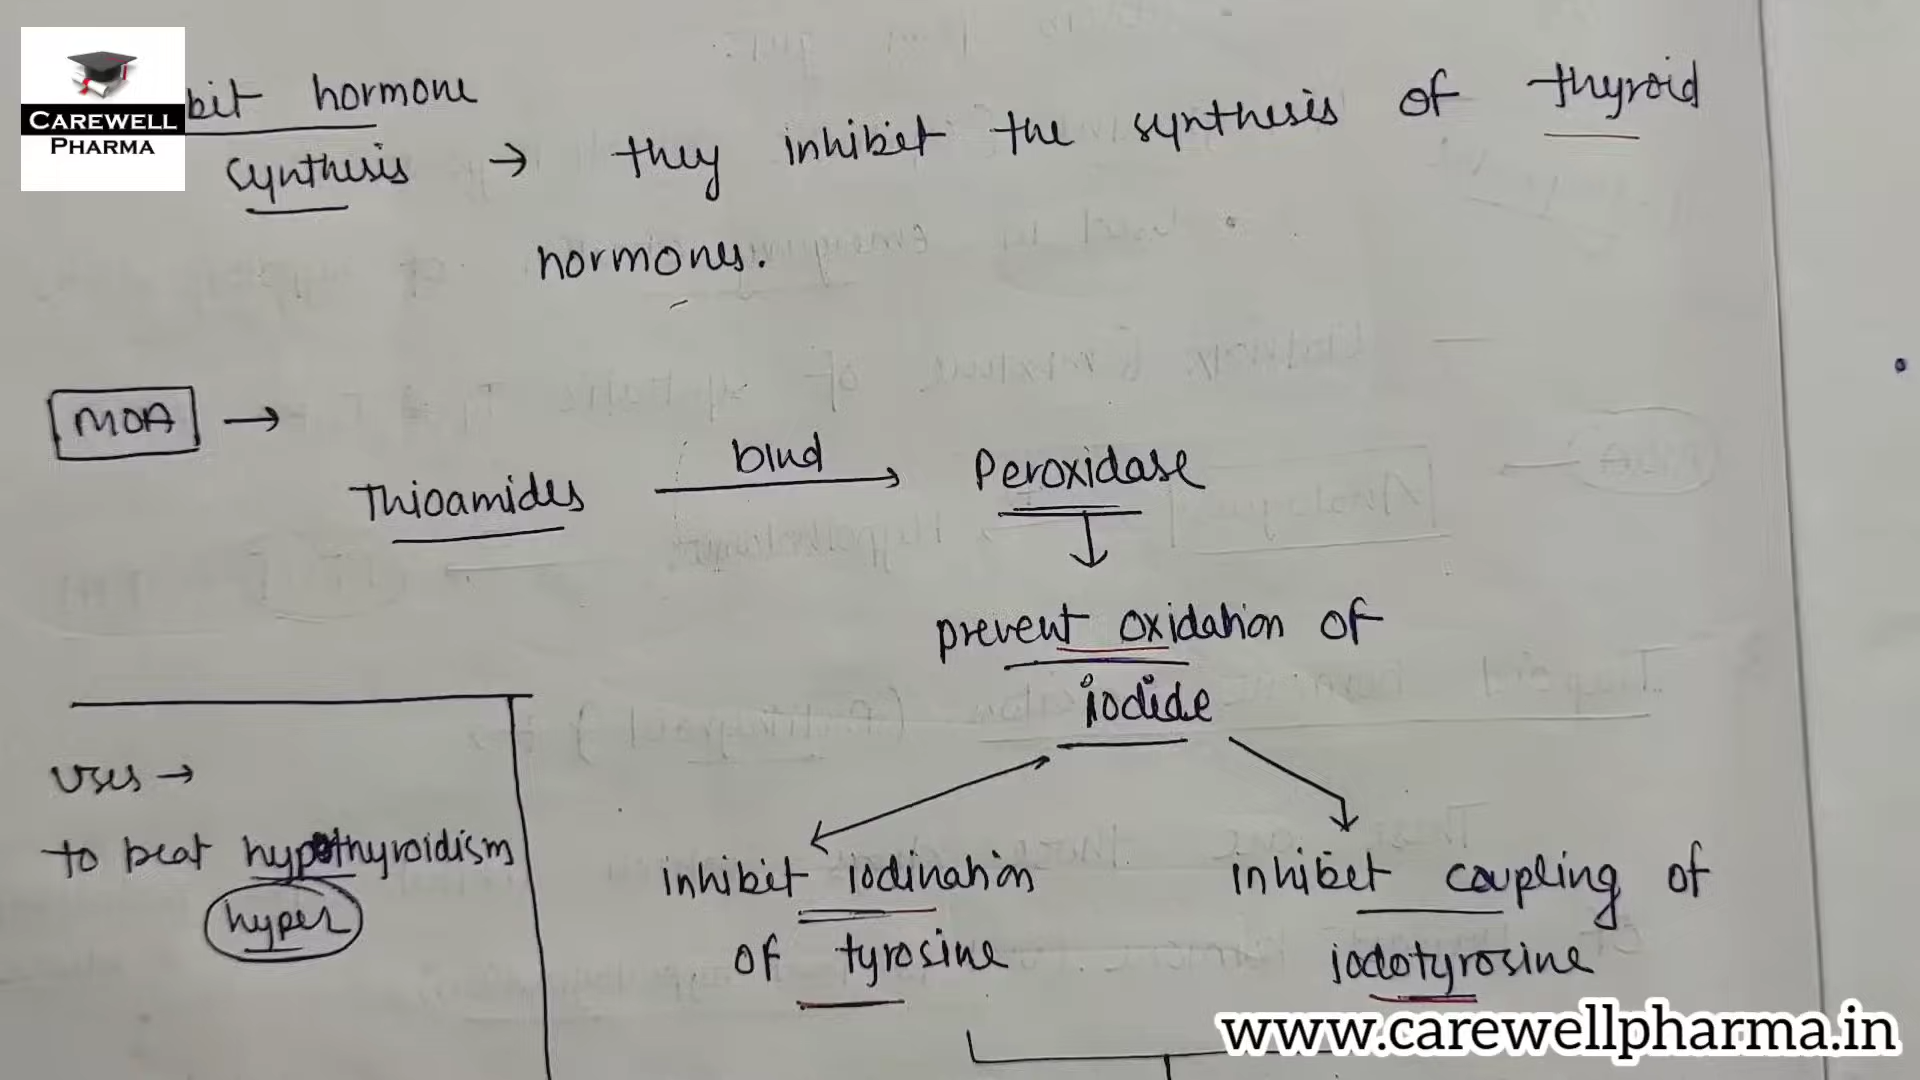 CAREWELL
PHARMA
bit hormone
synthesis → they inhibit the synthesis of thyroid
hormones.
MOA →
Thioamides bind Peroxidase
prevent oxidation of
iodide
uses →
to treat hypothyroidism
hyper
inhibit iodination
of tyrosine
inhibit coupling of
iodotyrosine
www.carewellpharma.in